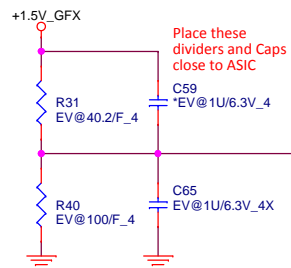 +1.5V_GFX
Place these
dividers and Caps
close to ASIC
R31
EV@40.2/F_4
C59
*EV@1U/6.3V_4
R40
EV@100/F_4
C65
EV@1U/6.3V_4X